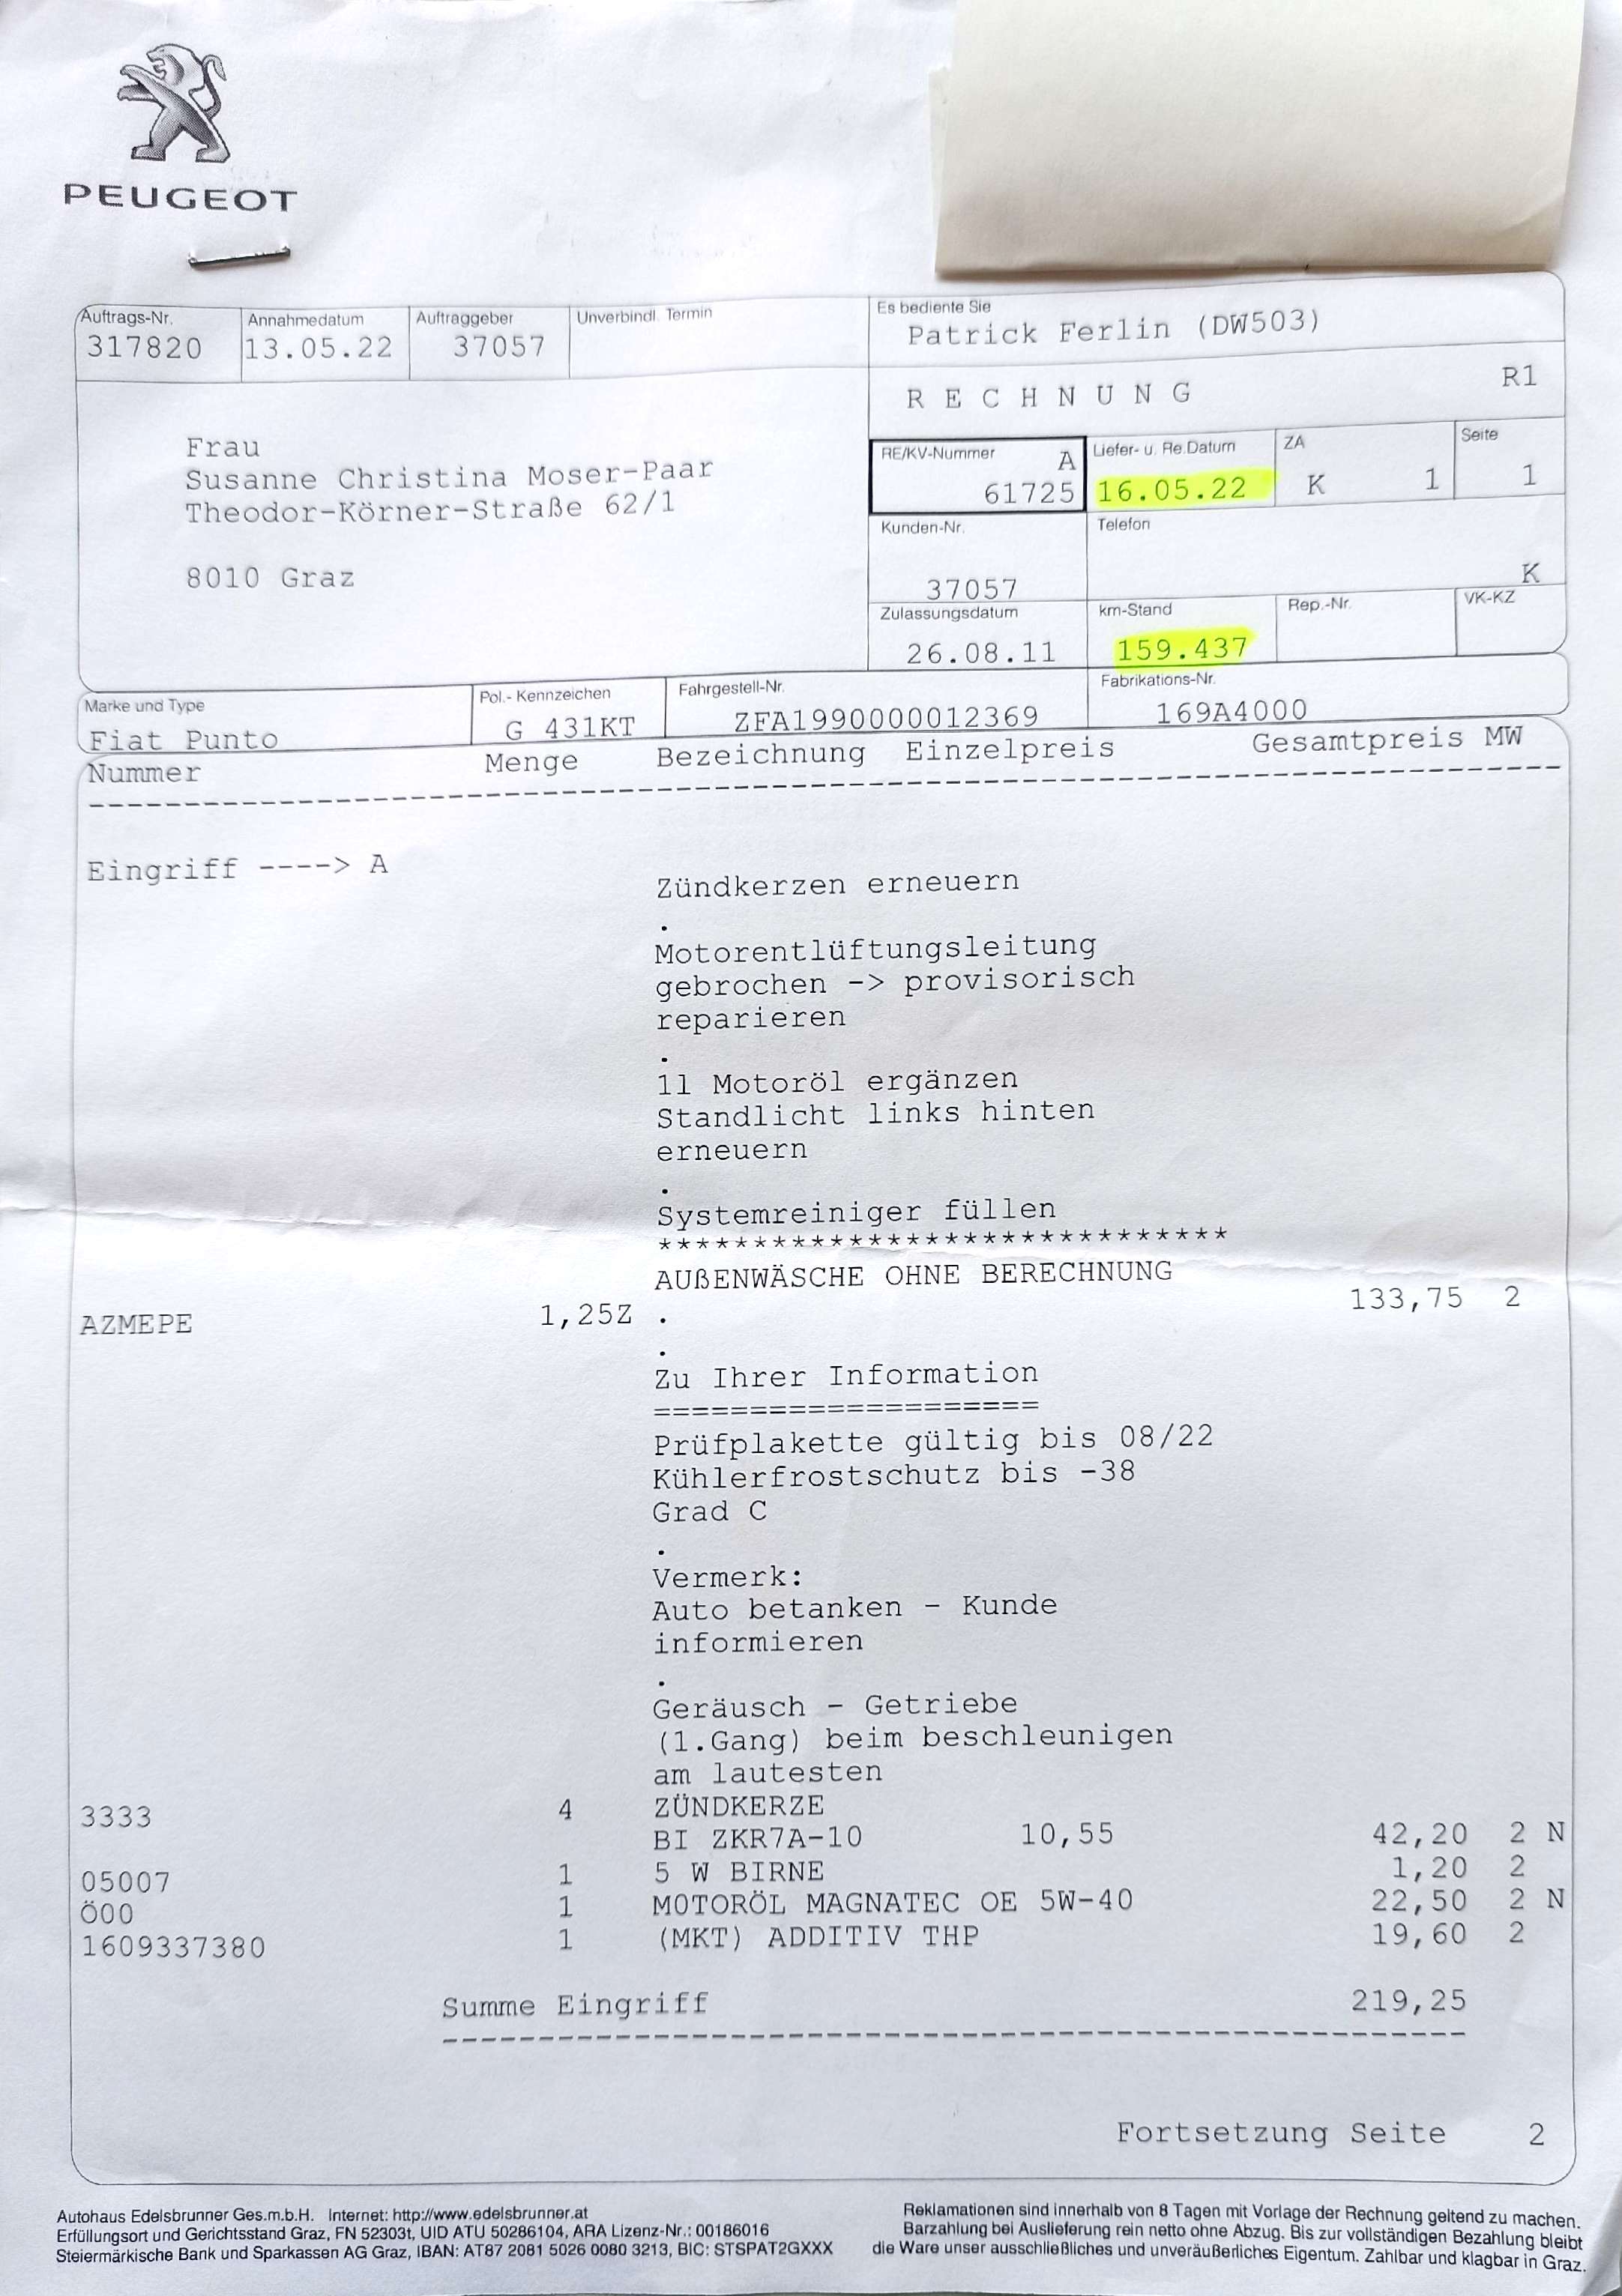 PEUGEOT
Auftrags-Nr. Annahmedatum Auftraggeber Unverbindl. Termin Es bediente Sie
317820 13.05.22 37057 Patrick Ferlin (DW503)
R E C H N U N G R1
Frau
Susanne Christina Moser-Paar
Theodor-Körner-Straße 62/1
8010 Graz
RE/KV-Nummer A Liefer- u. Re.Datum ZA Seite
61725 16.05.22 K 1 1
Kunden-Nr. Telefon
37057 K
Zulassungsdatum km-Stand Rep.-Nr. VK-KZ
26.08.11 159.437
Marke und Type Pol.- Kennzeichen Fahrgestell-Nr. Fabrikations-Nr.
Fiat Punto G 431KT ZFA1990000012369 169A4000
Nummer Menge Bezeichnung Einzelpreis Gesamtpreis MW
Eingriff ----> A
Zündkerzen erneuern
.
Motorentlüftungsleitung
gebrochen -> provisorisch
reparieren
.
1l Motoröl ergänzen
Standlicht links hinten
erneuern
.
Systemreiniger füllen
******************************
AUßENWÄSCHE OHNE BERECHNUNG
AZMEPE 1,25Z . 133,75 2
.
Zu Ihrer Information
====================
Prüfplakette gültig bis 08/22
Kühlerfrostschutz bis -38
Grad C
.
Vermerk:
Auto betanken - Kunde
informieren
.
Geräusch - Getriebe
(1.Gang) beim beschleunigen
am lautesten
3333 4 ZÜNDKERZE
BI ZKR7A-10 10,55 42,20 2 N
05007 1 5 W BIRNE 1,20 2
Ö00 1 MOTORÖL MAGNATEC OE 5W-40 22,50 2 N
1609337380 1 (MKT) ADDITIV THP 19,60 2
Summe Eingriff 219,25
Fortsetzung Seite 2
Autohaus Edelsbrunner Ges.m.b.H. Internet: http://www.edelsbrunner.at
Erfüllungsort und Gerichtsstand Graz, FN 52303t, UID ATU 50286104, ARA Lizenz-Nr.: 00186016
Steiermärkische Bank und Sparkassen AG Graz, IBAN: AT87 2081 5026 0080 3213, BIC: STSPAT2GXXX
Reklamationen sind innerhalb von 8 Tagen mit Vorlage der Rechnung geltend zu machen.
Barzahlung bei Auslieferung rein netto ohne Abzug. Bis zur vollständigen Bezahlung bleibt
die Ware unser ausschließliches und unveräußerliches Eigentum. Zahlbar und klagbar in Graz.